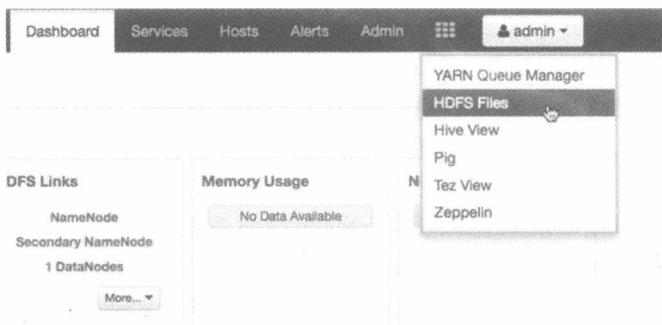 Dashboard Services Hosts Alerts Admin admin
YARN Queue Manager
HDFS Files
Hive View
Pig
Tez View
Zeppelin
DFS Links
NameNode
Secondary NameNode
1 DataNodes
More...
Memory Usage
No Data Available
N